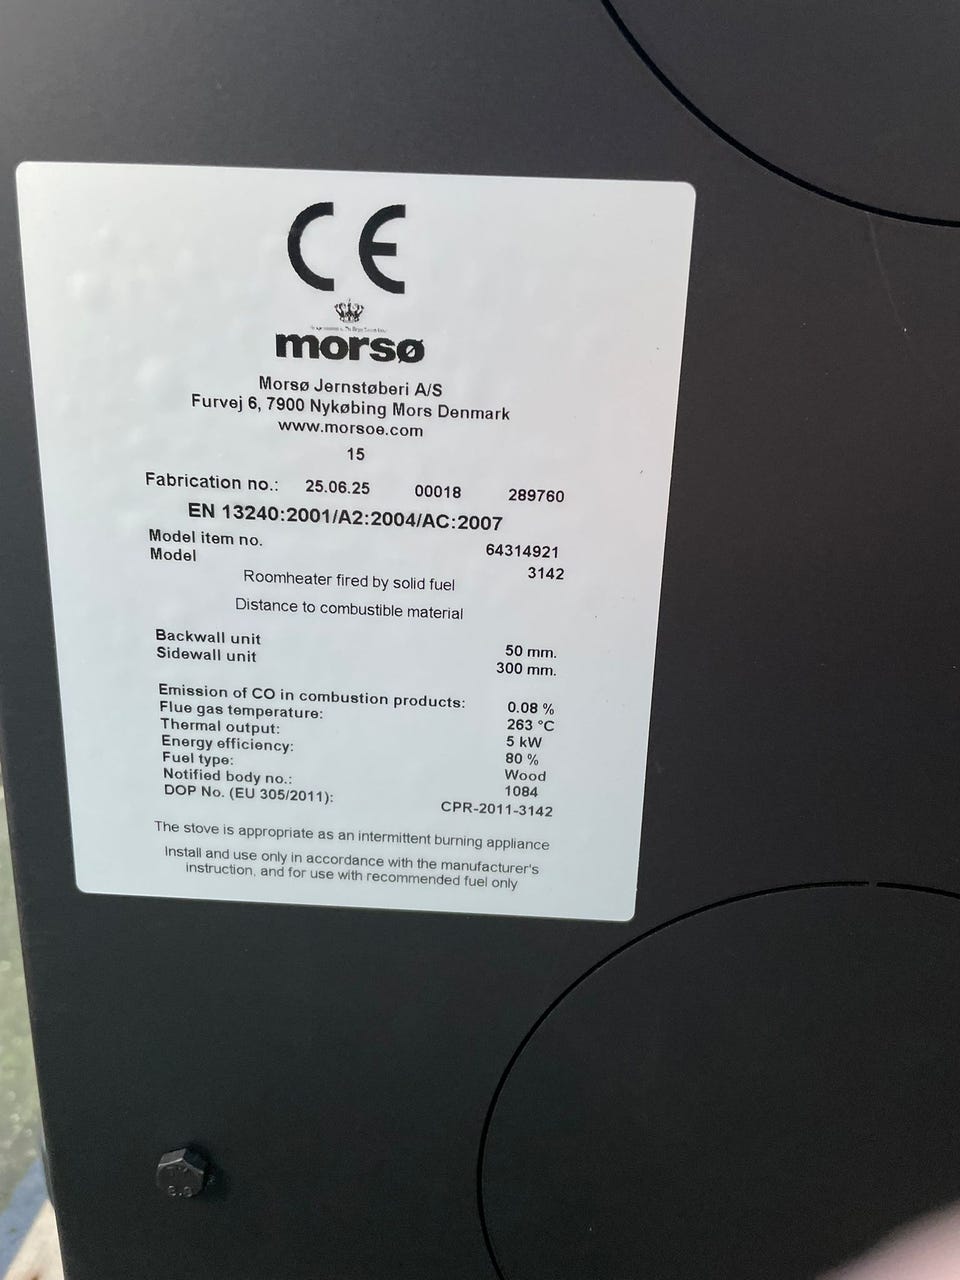 CE
morsø
Morsø Jernstøberi A/S
Furvej 6, 7900 Nykøbing Mors Denmark
www.morsoe.com
15
Fabrication no.: 25.06.25 00018 289760
EN 13240:2001/A2:2004/AC:2007
Model item no. 64314921
Model 3142
Roomheater fired by solid fuel
Distance to combustible material
Backwall unit 50 mm.
Sidewall unit 300 mm.
Emission of CO in combustion products: 0.08 %
Flue gas temperature: 263 °C
Thermal output: 5 kW
Energy efficiency: 80 %
Fuel type: Wood
Notified body no.: 1084
DOP No. (EU 305/2011): CPR-2011-3142
The stove is appropriate as an intermittent burning appliance
Install and use only in accordance with the manufacturer's
instruction, and for use with recommended fuel only
8.8